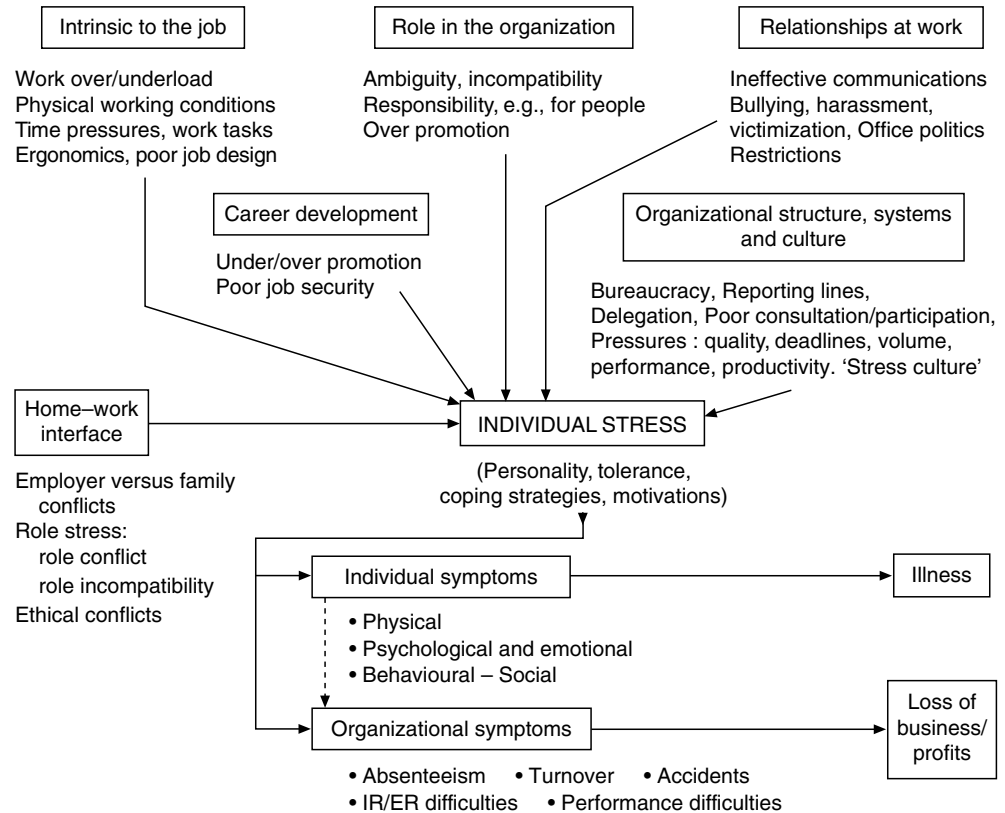 Intrinsic to the job
Work over/underload
Physical working conditions
Time pressures, work tasks
Ergonomics, poor job design
Role in the organization
Ambiguity, incompatibility
Responsibility, e.g., for people
Over promotion
Relationships at work
Ineffective communications
Bullying, harassment,
victimization, Office politics
Restrictions
Career development
Under/over promotion
Poor job security
Organizational structure, systems
and culture
Bureaucracy, Reporting lines,
Delegation, Poor consultation/participation,
Pressures : quality, deadlines, volume,
performance, productivity. ‘Stress culture’
Home–work
interface
Employer versus family
conflicts
Role stress:
role conflict
role incompatibility
Ethical conflicts
INDIVIDUAL STRESS
(Personality, tolerance,
coping strategies, motivations)
Individual symptoms
• Physical
• Psychological and emotional
• Behavioural – Social
Illness
Organizational symptoms
• Absenteeism • Turnover • Accidents
• IR/ER difficulties • Performance difficulties
Loss of
business/
profits